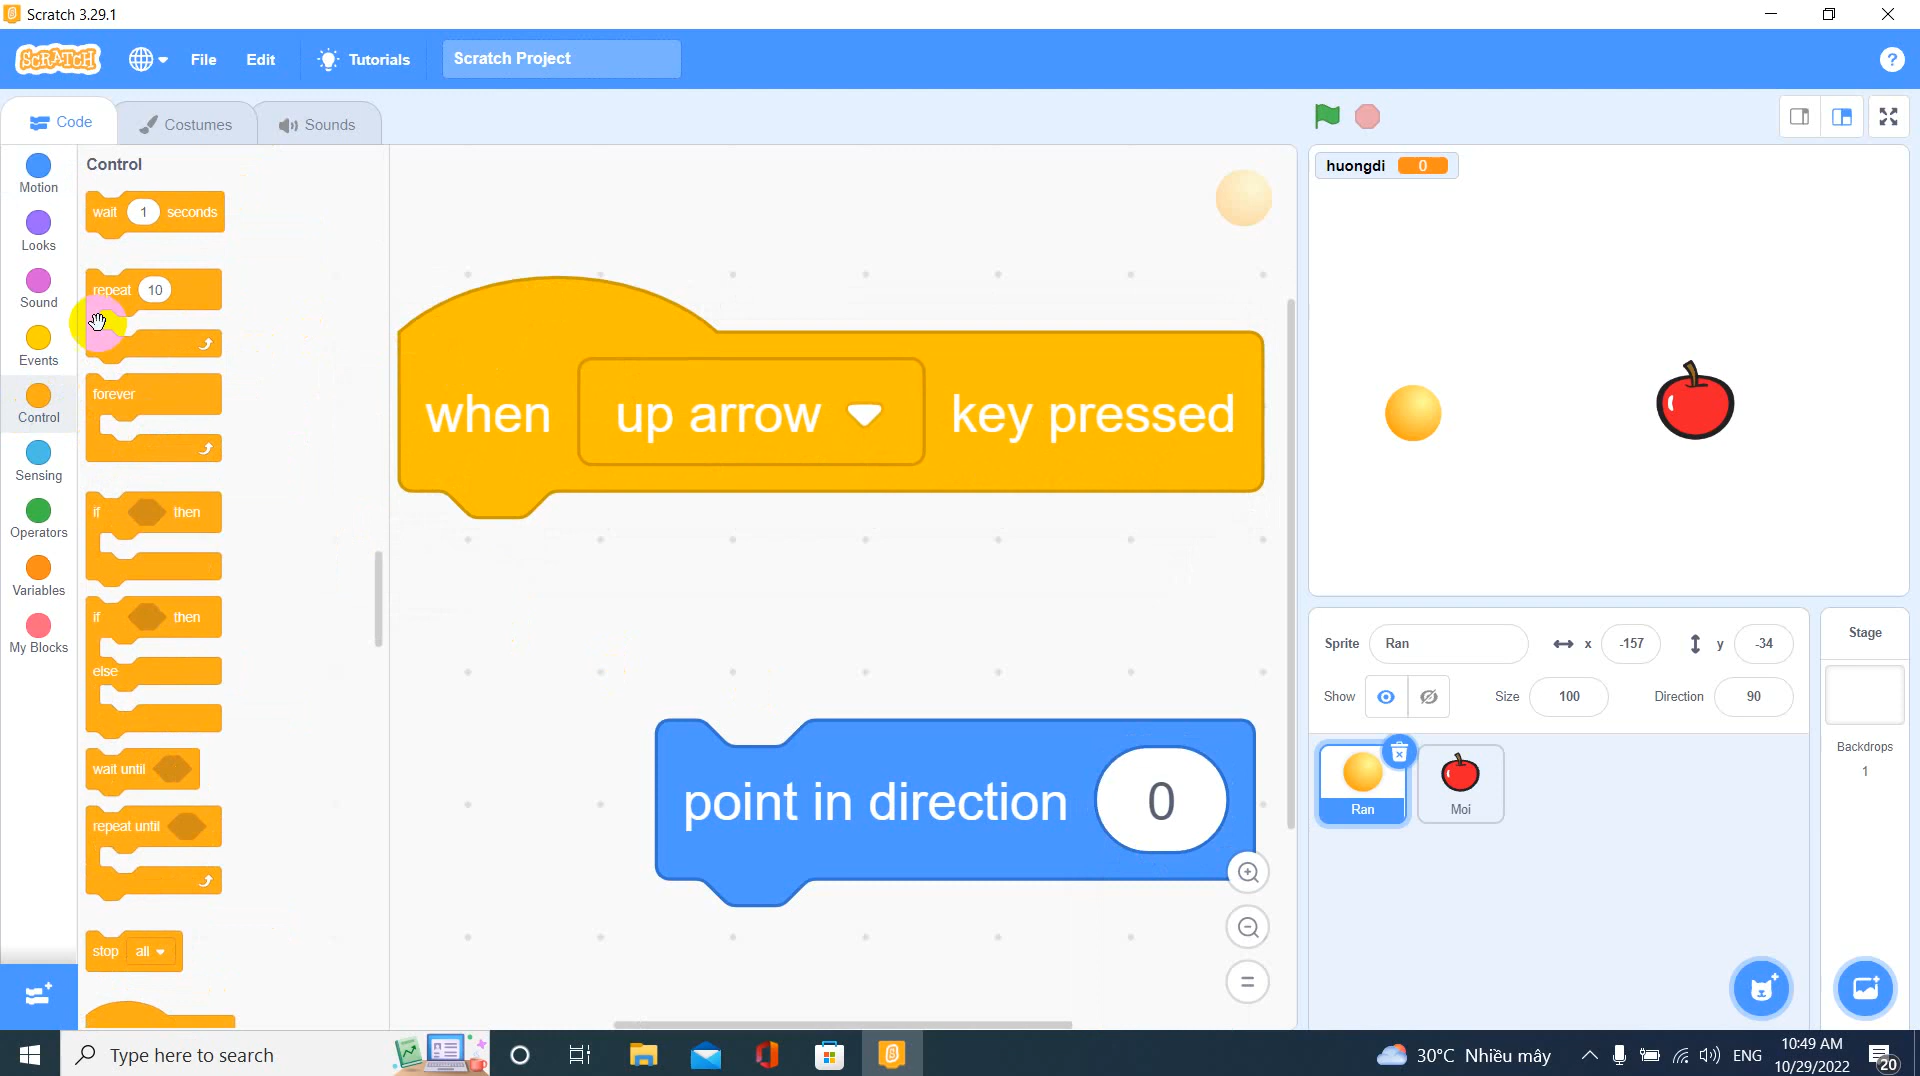 Scratch 3.29.1
SCRATCH
File
Edit
Tutorials
Scratch Project
?
Code
Costumes
Sounds
Motion
Looks
Sound
Events
Control
Sensing
Operators
Variables
My Blocks
Control
wait 1 seconds
repeat 10
forever
if then
if then
else
wait until
repeat until
stop all
when up arrow key pressed
point in direction 0
huongdi 0
Sprite Ran x -157 y -34
Show Size 100 Direction 90
Ran
Moi
Stage
Backdrops
1
Type here to search
30°C Nhiều mây
ENG
10:49 AM
10/29/2022
20